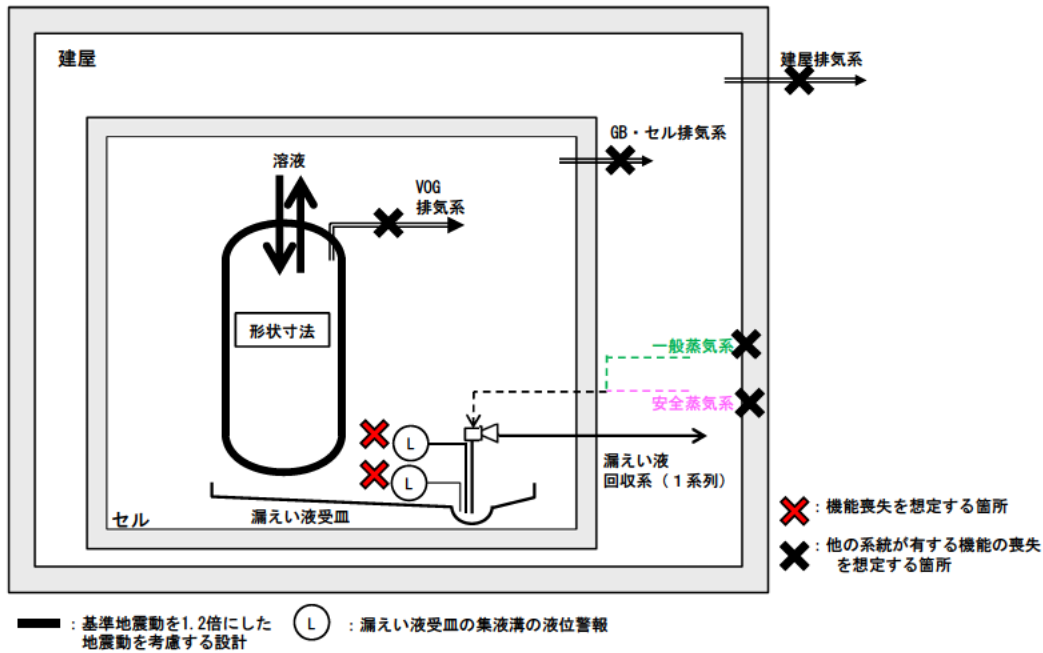 建屋
建屋排気系
GB・セル排気系
溶液
VOG
排気系
形状寸法
一般蒸気系
安全蒸気系
L
L
漏えい液
回収系（１系列）
漏えい液受皿
セル
：機能喪失を想定する箇所
：他の系統が有する機能の喪失
を想定する箇所
：基準地震動を1.2倍にした
地震動を考慮する設計
L
：漏えい液受皿の集液溝の液位警報